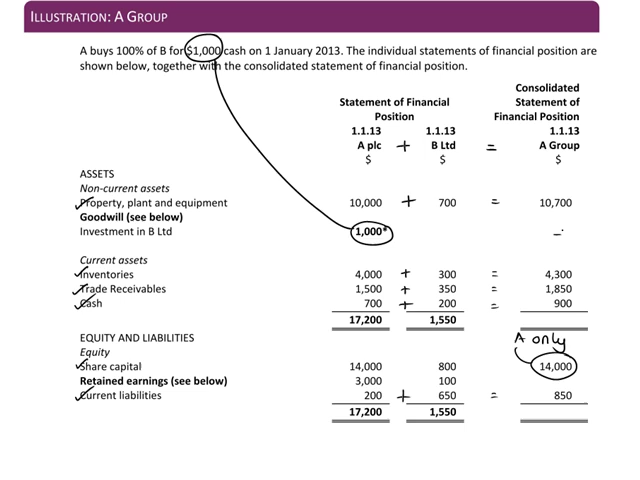 ILLUSTRATION: A GROUP
A buys 100% of B for $1,000 cash on 1 January 2013. The individual statements of financial position are
shown below, together with the consolidated statement of financial position.
Consolidated
Statement of Financial Statement of
Position Financial Position
1.1.13 1.1.13 1.1.13
A plc + B Ltd = A Group
$ $ $
ASSETS
Non-current assets
Property, plant and equipment 10,000 + 700 = 10,700
Goodwill (see below)
Investment in B Ltd 1,000* -
Current assets
Inventories 4,000 + 300 = 4,300
Trade Receivables 1,500 + 350 = 1,850
Cash 700 + 200 = 900
17,200 1,550
EQUITY AND LIABILITIES A only
Equity
Share capital 14,000 800 14,000
Retained earnings (see below) 3,000 100
Current liabilities 200 + 650 = 850
17,200 1,550